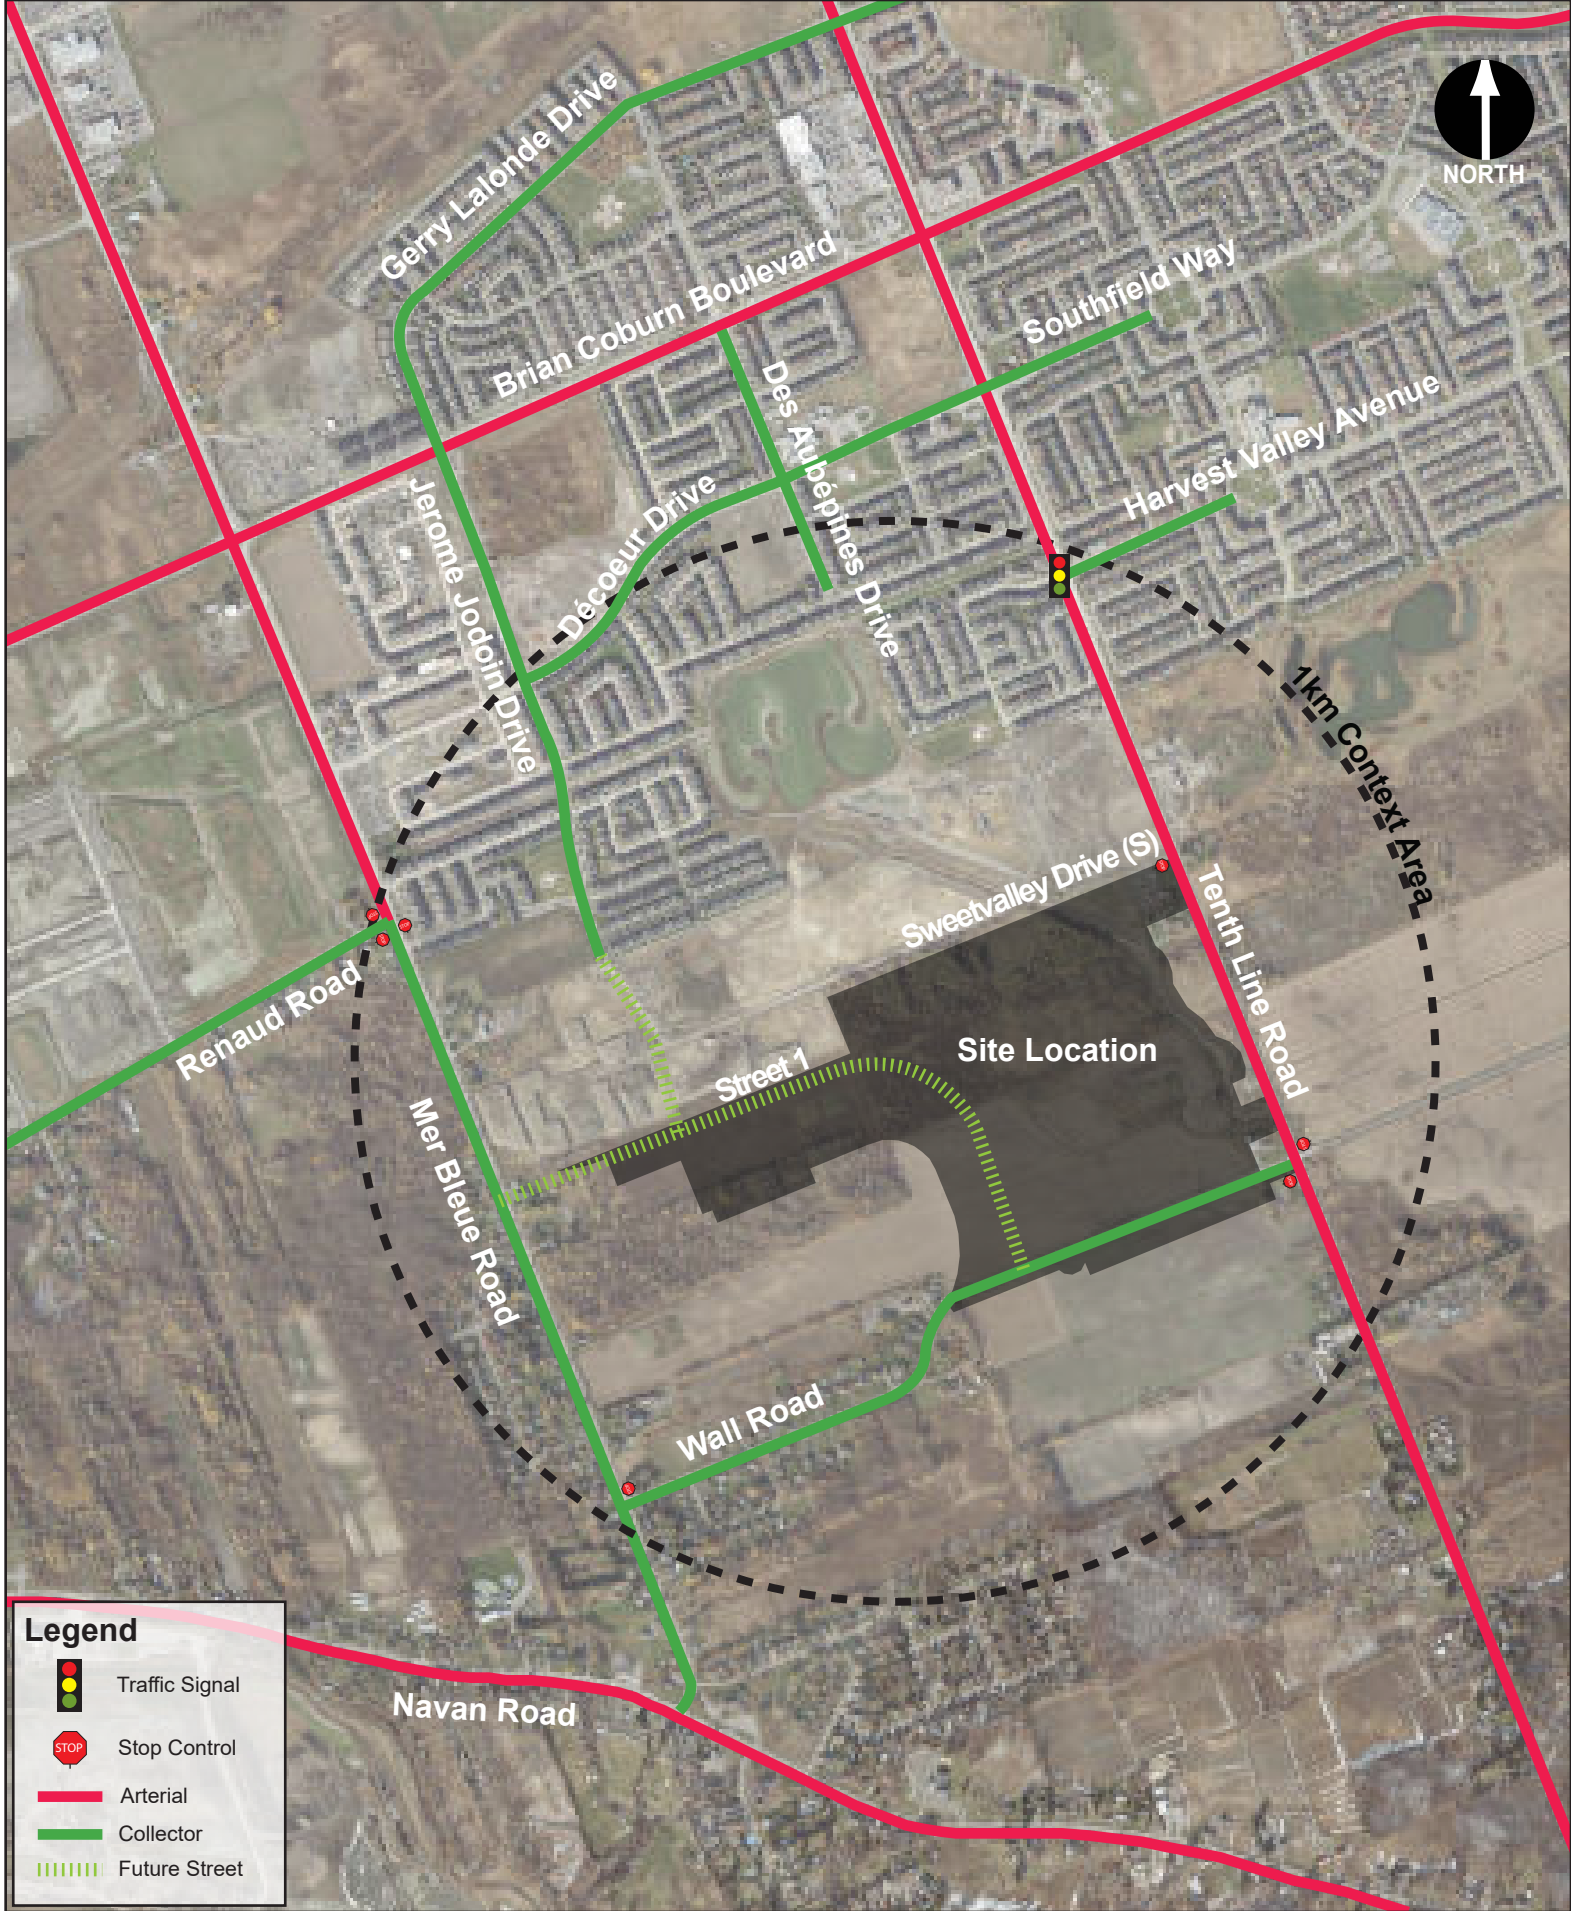 Gerry Lalonde Drive
NORTH
Brian Coburn Boulevard
Southfield Way
Des Aubépines Drive
Harvest Valley Avenue
Jerome Jodoin Drive
Décoeur Drive
1km Context Area
Sweetvalley Drive (S)
Tenth Line Road
Renaud Road
Site Location
Street 1
Mer Bleue Road
Wall Road
Navan Road
Legend
Traffic Signal
STOP
Stop Control
Arterial
Collector
Future Street